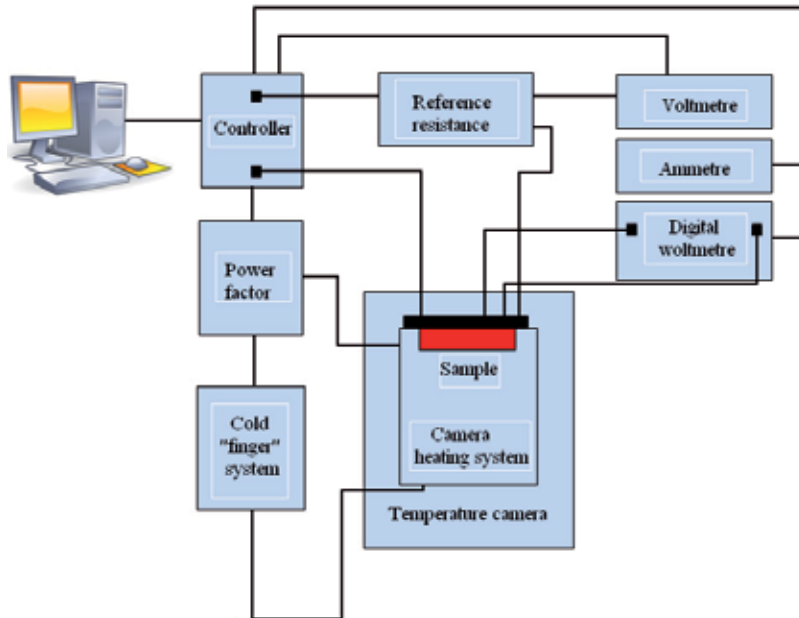 Controller
Reference
resistance
Voltmetre
Ammetre
Digital
woltmetre
Power
factor
Sample
Cold
"finger"
system
Camera
heating system
Temperature camera